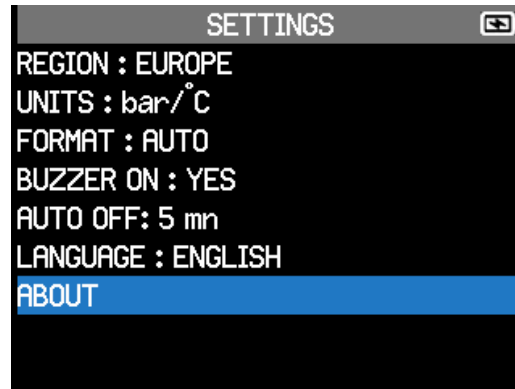 SETTINGS
REGION : EUROPE
UNITS : bar/°C
FORMAT : AUTO
BUZZER ON : YES
AUTO OFF: 5 mn
LANGUAGE : ENGLISH
ABOUT